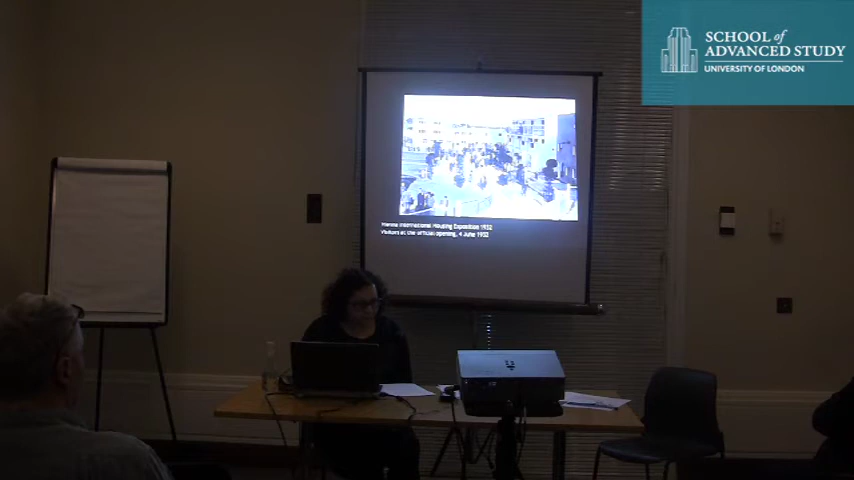 SCHOOL of
ADVANCED STUDY
UNIVERSITY OF LONDON
Vienna International Housing Exposition 1932
Visitors at the official opening, 4 June 1932